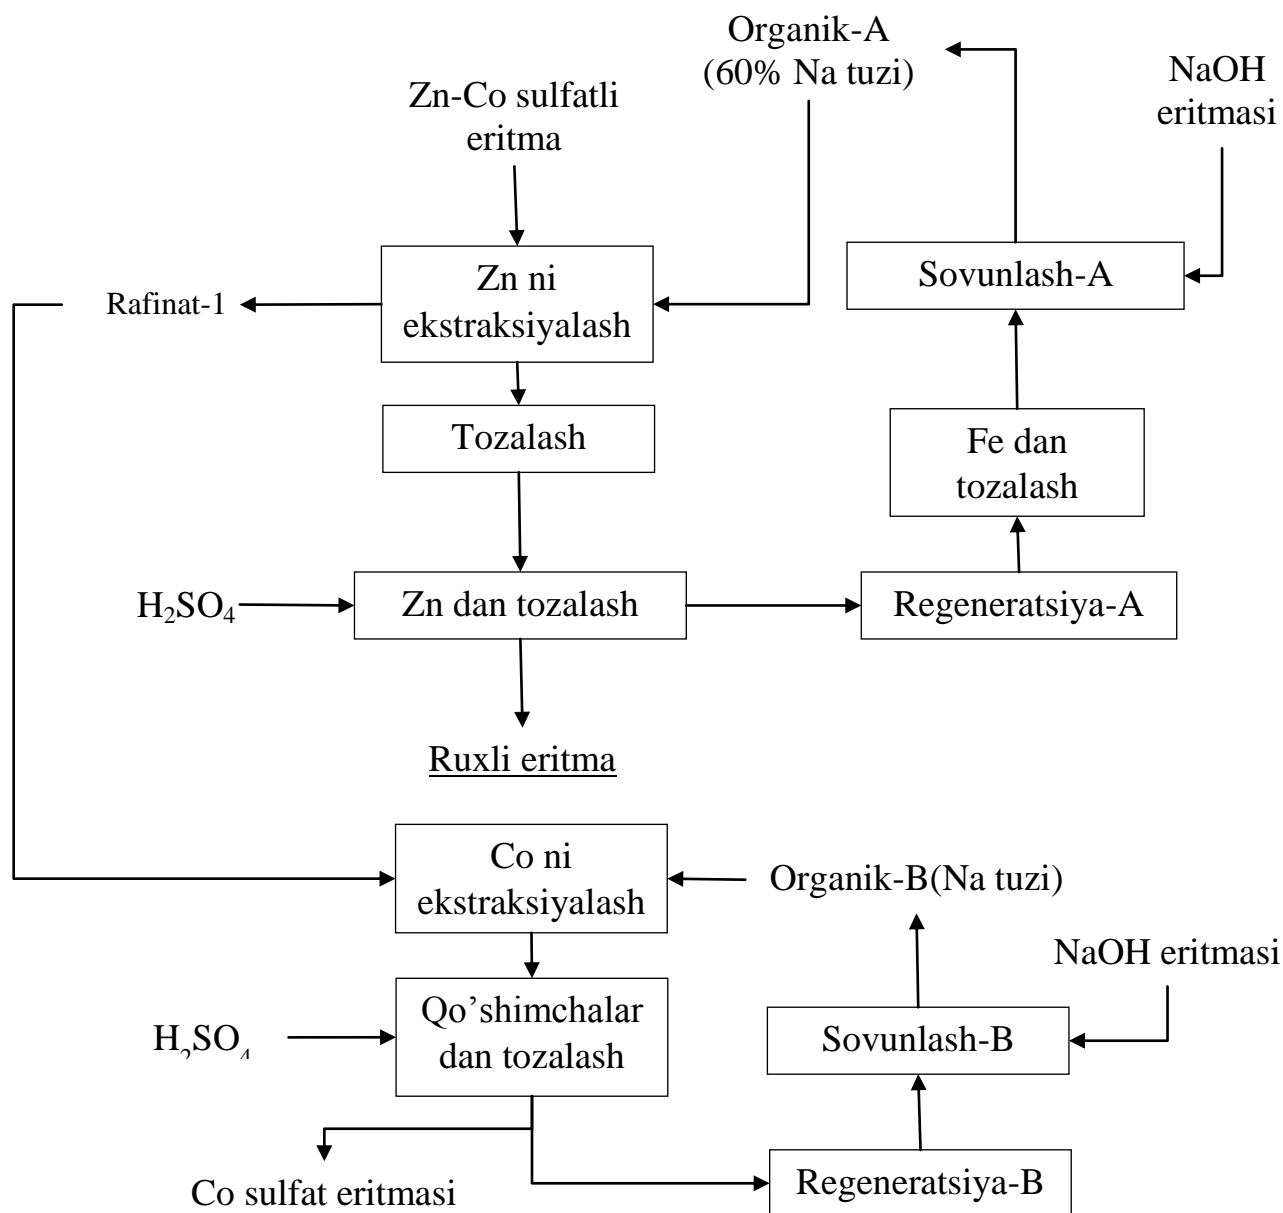 Organik-A
(60% Na tuzi)
NaOH
eritmasi
Zn-Co sulfatli
eritma
Zn ni
ekstraksiyalash
Sovunlash-A
Rafinat-1
Tozalash
Fe dan
tozalash
H₂SO₄
Zn dan tozalash
Regeneratsiya-A
Ruxli eritma
Co ni
ekstraksiyalash
Organik-B(Na tuzi)
NaOH eritmasi
Qo’shimchalar
dan tozalash
H₂SO₄
Sovunlash-B
Co sulfat eritmasi
Regeneratsiya-B